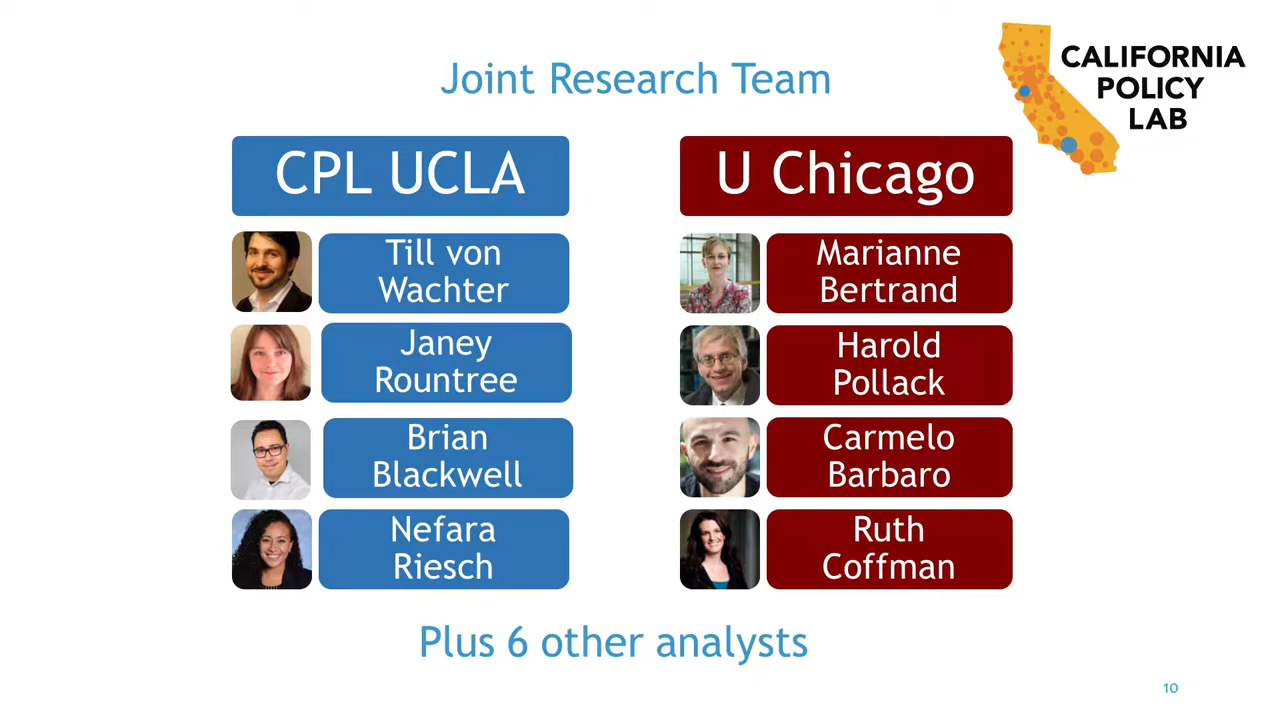 Joint Research Team
CALIFORNIA
POLICY
LAB
CPL UCLA
Till von
Wachter
Janey
Rountree
Brian
Blackwell
Nefara
Riesch
U Chicago
Marianne
Bertrand
Harold
Pollack
Carmelo
Barbaro
Ruth
Coffman
Plus 6 other analysts
10